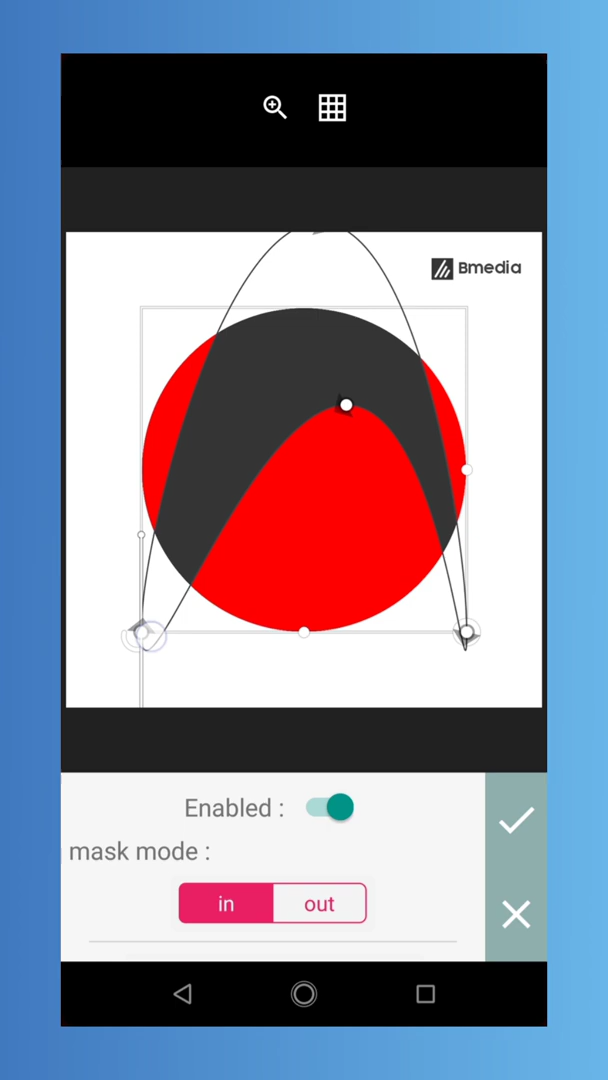 Bmedia
Enabled :
mask mode :
in
out